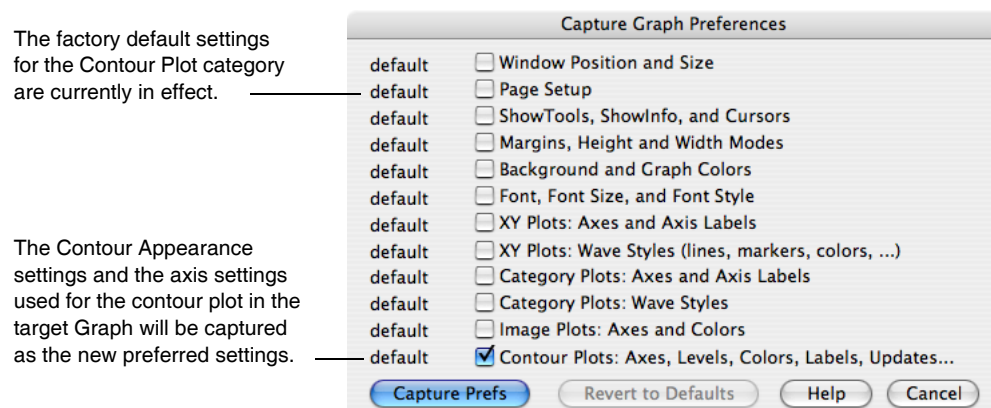 The factory default settings
for the Contour Plot category
are currently in effect.
The Contour Appearance
settings and the axis settings
used for the contour plot in the
target Graph will be captured
as the new preferred settings.
Capture Graph Preferences
default Window Position and Size
default Page Setup
default ShowTools, ShowInfo, and Cursors
default Margins, Height and Width Modes
default Background and Graph Colors
default Font, Font Size, and Font Style
default XY Plots: Axes and Axis Labels
default XY Plots: Wave Styles (lines, markers, colors, ...)
default Category Plots: Axes and Axis Labels
default Category Plots: Wave Styles
default Image Plots: Axes and Colors
default Contour Plots: Axes, Levels, Colors, Labels, Updates...
Capture Prefs Revert to Defaults Help Cancel